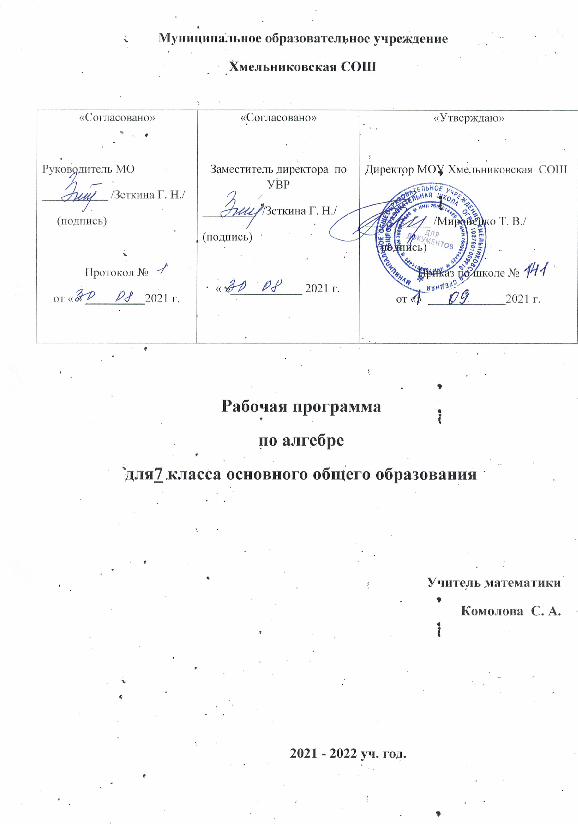 Муниципальное образовательное учреждение
Хмельниковская СОШ
«Согласовано»
Руководитель МО
/Зеткина Г. Н./
(подпись)
Протокол № 1
от «30 08 2021 г.
«Согласовано»
Заместитель директора по
УВР
/Зеткина Г. Н./
(подпись)
« 30 08 2021 г.
«Утверждаю»
Директор МОУ Хмельниковская СОШ
/Мироненко Т. В./
(подпись)
ДЛЯ
ДОКУМЕНТОВ
Приказ по школе № 141
от «1 09 2021 г.
Рабочая программа
по алгебре
для 7 класса основного общего образования
Учитель математики
Комолова С. А.
2021 - 2022 уч. год.